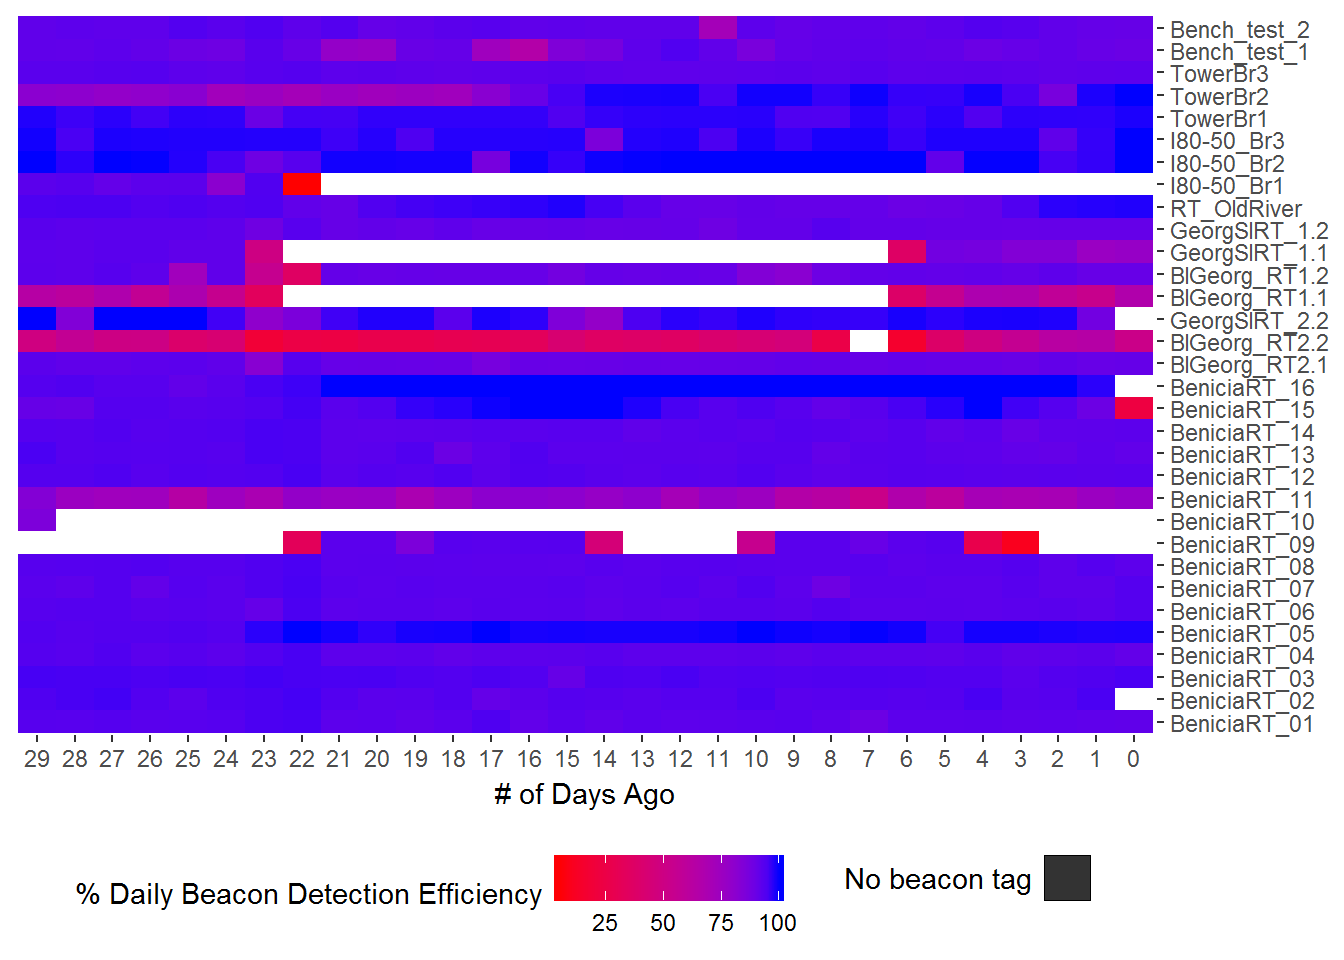 Bench_test_2
Bench_test_1
TowerBr3
TowerBr2
TowerBr1
I80-50_Br3
I80-50_Br2
I80-50_Br1
RT_OldRiver
GeorgSlRT_1.2
GeorgSlRT_1.1
BlGeorg_RT1.2
BlGeorg_RT1.1
GeorgSlRT_2.2
BlGeorg_RT2.2
BlGeorg_RT2.1
BeniciaRT_16
BeniciaRT_15
BeniciaRT_14
BeniciaRT_13
BeniciaRT_12
BeniciaRT_11
BeniciaRT_10
BeniciaRT_09
BeniciaRT_08
BeniciaRT_07
BeniciaRT_06
BeniciaRT_05
BeniciaRT_04
BeniciaRT_03
BeniciaRT_02
BeniciaRT_01
29 28 27 26 25 24 23 22 21 20 19 18 17 16 15 14 13 12 11 10 9 8 7 6 5 4 3 2 1 0
# of Days Ago
% Daily Beacon Detection Efficiency
25 50 75 100
No beacon tag